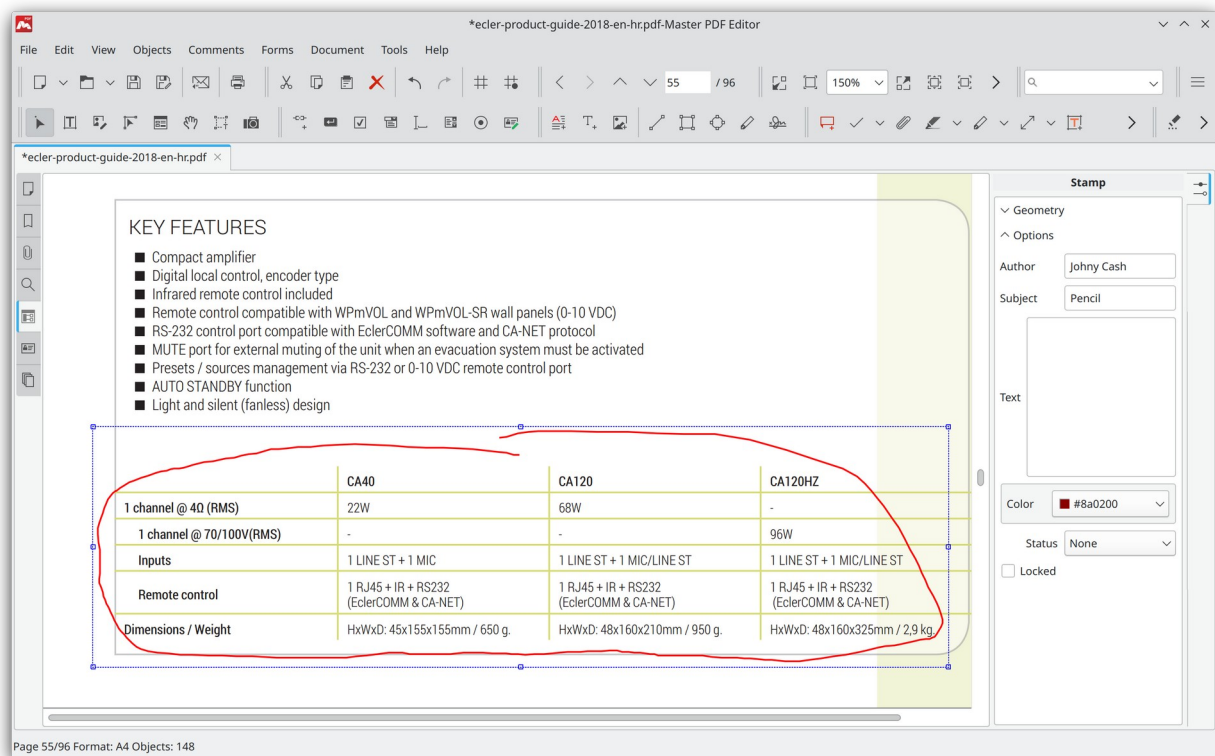 *ecler-product-guide-2018-en-hr.pdf-Master PDF Editor
File Edit View Objects Comments Forms Document Tools Help
55 / 96 150%
*ecler-product-guide-2018-en-hr.pdf
KEY FEATURES
■ Compact amplifier
■ Digital local control, encoder type
■ Infrared remote control included
■ Remote control compatible with WPmVOL and WPmVOL-SR wall panels (0-10 VDC)
■ RS-232 control port compatible with EclerCOMM software and CA-NET protocol
■ MUTE port for external muting of the unit when an evacuation system must be activated
■ Presets / sources management via RS-232 or 0-10 VDC remote control port
■ AUTO STANDBY function
■ Light and silent (fanless) design
CA40 CA120 CA120HZ
1 channel @ 4Ω (RMS) 22W 68W -
1 channel @ 70/100V(RMS) - - 96W
Inputs 1 LINE ST + 1 MIC 1 LINE ST + 1 MIC/LINE ST 1 LINE ST + 1 MIC/LINE ST
Remote control 1 RJ45 + IR + RS232 1 RJ45 + IR + RS232 1 RJ45 + IR + RS232
(EclerCOMM & CA-NET) (EclerCOMM & CA-NET) (EclerCOMM & CA-NET)
Dimensions / Weight HxWxD: 45x155x155mm / 650 g. HxWxD: 48x160x210mm / 950 g. HxWxD: 48x160x325mm / 2,9 kg.
Stamp
Geometry
Options
Author Johny Cash
Subject Pencil
Text
Color #8a0200
Status None
Locked
Page 55/96 Format: A4 Objects: 148